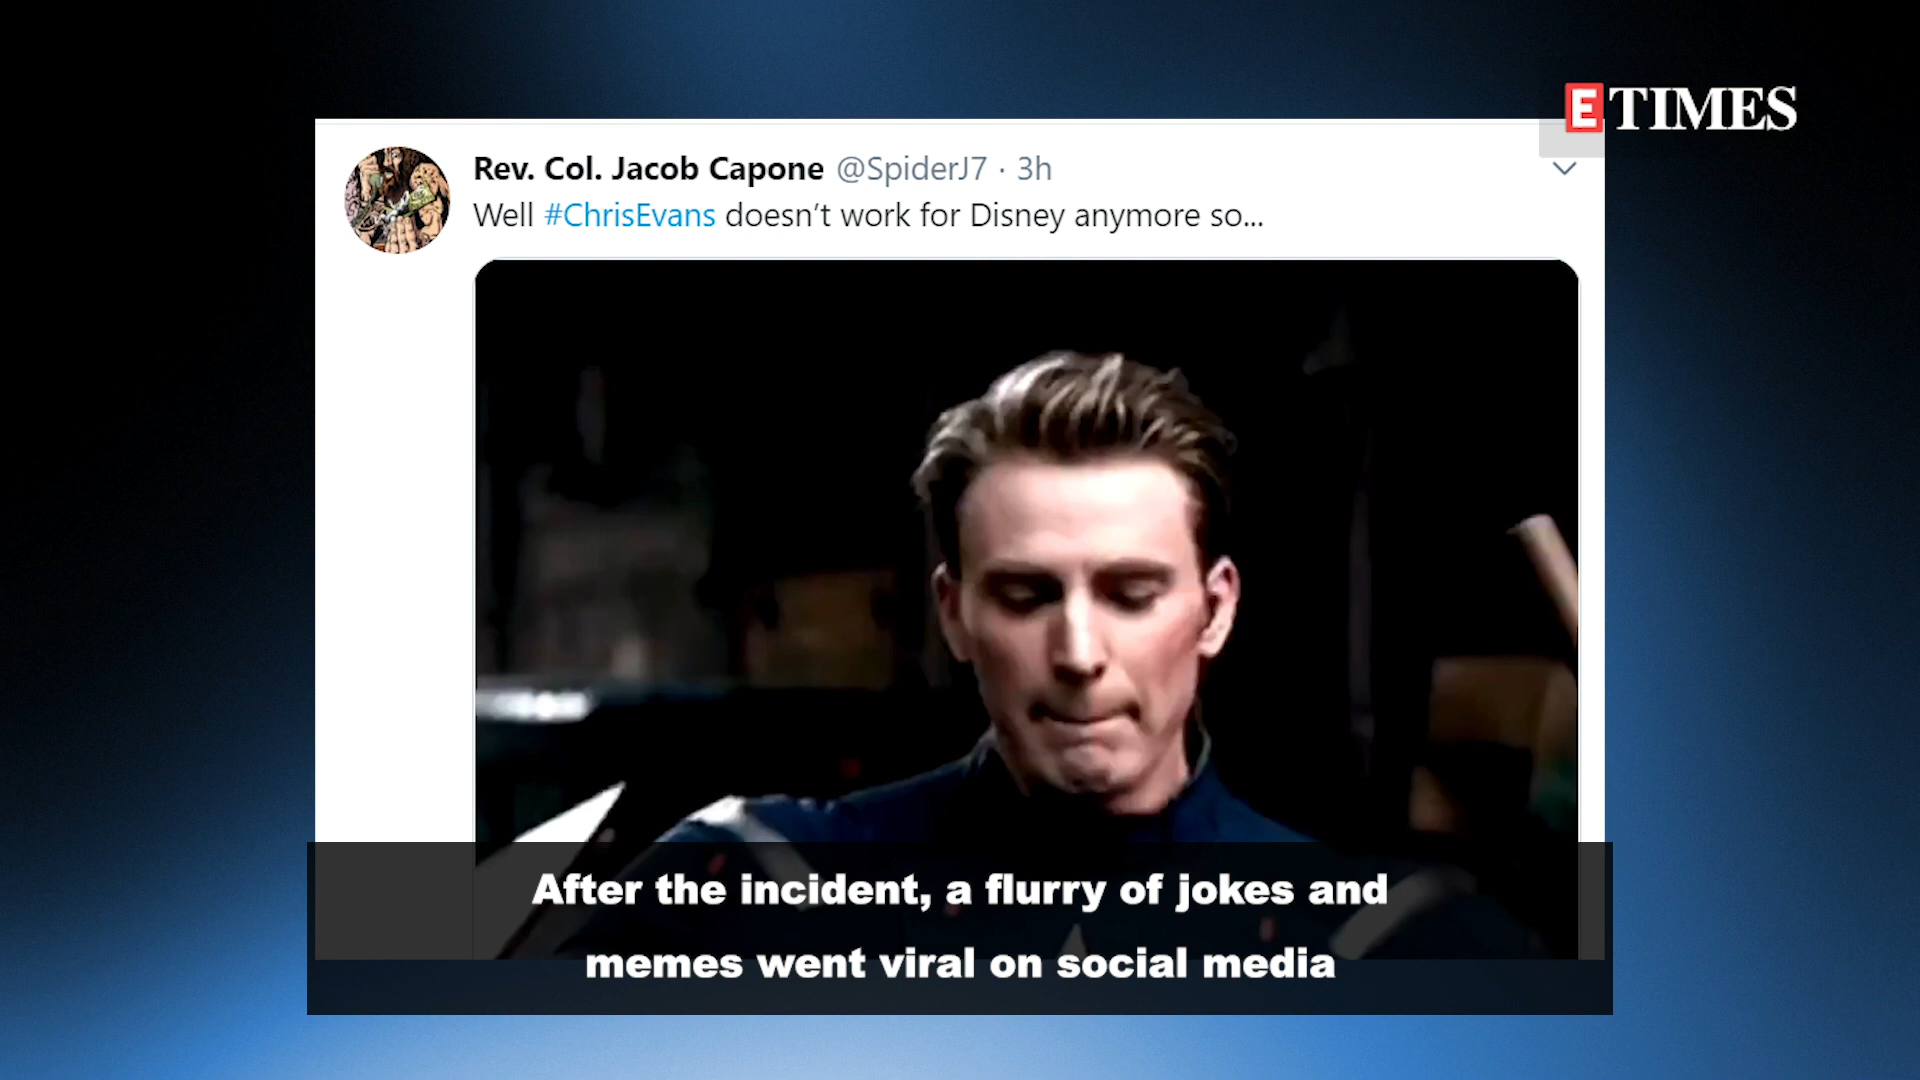 E TIMES
Rev. Col. Jacob Capone @SpiderJ7 · 3h
Well #ChrisEvans doesn’t work for Disney anymore so...
After the incident, a flurry of jokes and
memes went viral on social media